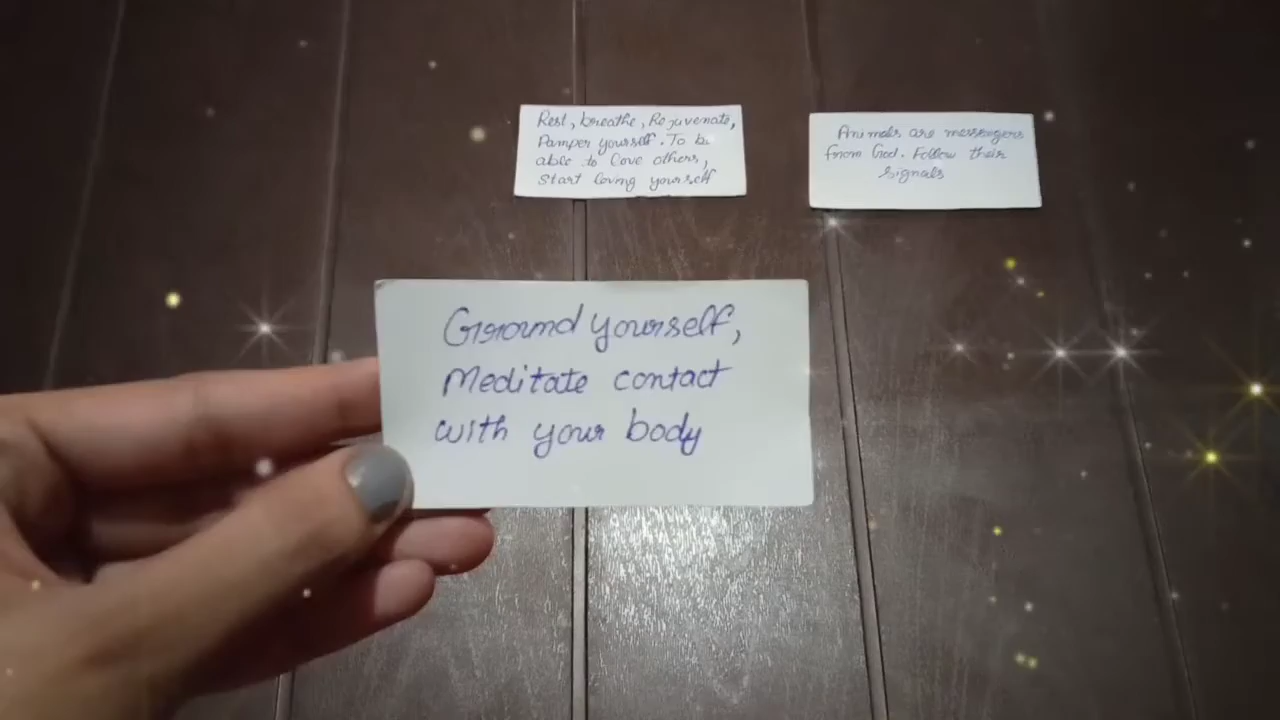 Rest, breathe, Rejuvenate,
Pamper yourself. To be
able to love others,
Start loving yourself
Animals are messengers
from God. Follow their
signals
Ground yourself,
Meditate contact
with your body